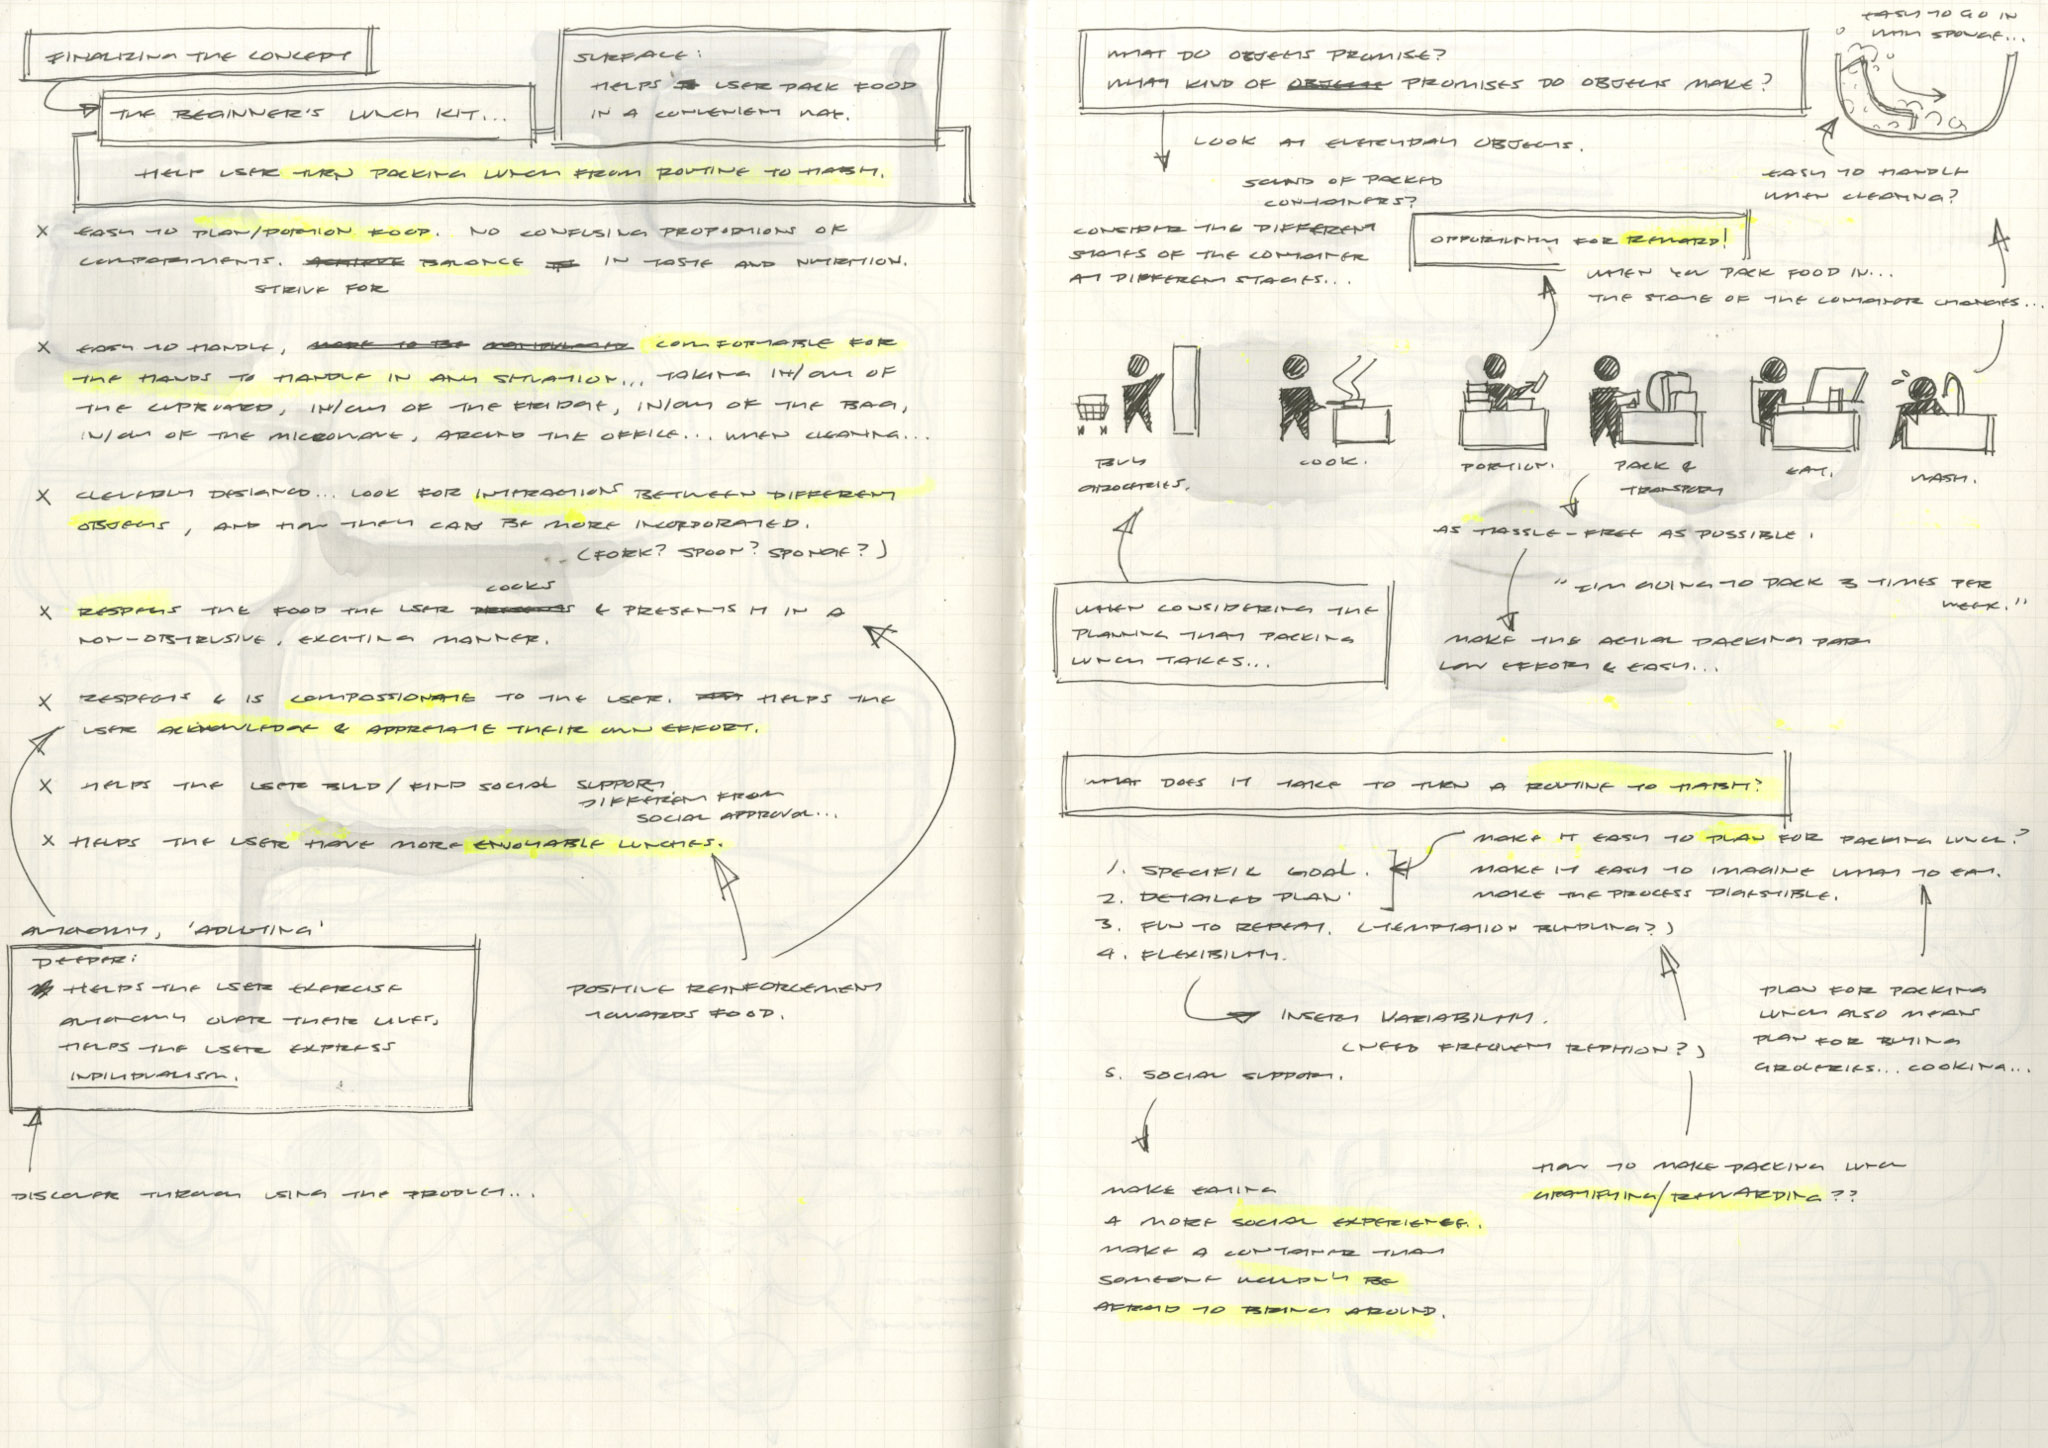 FINALIZING THE CONCEPT
THE BEGINNER'S LUNCH KIT...
SURFACE:
HELPS USER PACK FOOD
IN A CONVENIENT WAY.
HELP USER TURN PACKING LUNCH FROM ROUTINE TO HABIT.
X EASY TO PLAN/PORTION FOOD. NO CONFUSING PROPORTIONS OR
COMPARTMENTS. ACHIEVE BALANCE IN TASTE AND NUTRITION.
STRIVE FOR
X EASY TO HANDLE, COMFORTABLE FOR
THE HANDS TO HANDLE IN ANY SITUATION... TAKING IN/OUT OF
THE CUPBOARD, IN/OUT OF THE FRIDGE, IN/OUT OF THE BAG,
IN/OUT OF THE MICROWAVE, AROUND THE OFFICE... WHEN CLEANING...
X CLEVERLY DESIGNED... LOOK FOR INTERACTIONS BETWEEN DIFFERENT
OBJECTS, AND HOW THEY CAN BE MORE INCORPORATED.
...(FORK? SPOON? SPONGE?)
COOKS
X RESPECTS THE FOOD THE USER & PRESENTS IT IN A
NON-OBTRUSIVE, EXCITING MANNER.
X RESPECTS & IS COMPASSIONATE TO THE USER. HELPS THE
USER ACKNOWLEDGE & APPRECIATE THEIR OWN EFFORT.
X HELPS THE USER BUILD/FIND SOCIAL SUPPORT,
DIFFERENT FROM
SOCIAL APPROVAL...
X HELPS THE USER HAVE MORE ENJOYABLE LUNCHES.
AUTONOMY, 'ADULTING'
DEEPER:
HELPS THE USER EXERCISE
AUTONOMY OVER THEIR LIVES,
HELPS THE USER EXPRESS
INDIVIDUALISM.
POSITIVE REINFORCEMENT
TOWARDS FOOD.
DISCOVER THROUGH USING THE PRODUCT...
WHAT DO OBJECTS PROMISE?
WHAT KIND OF OBJECTS PROMISES DO OBJECTS MAKE?
EASY TO GO IN
WITH SPONGE...
LOOK AT EVERYDAY OBJECTS.
EASY TO HANDLE
WHEN CLEANING?
SOUND OF PACKED
CONTAINERS?
CONSIDER THE DIFFERENT
STATES OF THE CONTAINER
AT DIFFERENT STAGES...
OPPORTUNITY FOR REWARD!
WHEN YOU PACK FOOD IN...
THE STATE OF THE CONTAINER CHANGES...
BUY
GROCERIES.
COOK.
PORTION.
PACK &
TRANSPORT
EAT.
WASH.
AS HASSLE-FREE AS POSSIBLE.
"I'M GOING TO PACK 3 TIMES PER
WEEK."
WHEN CONSIDERING THE
PLANNING THAT PACKING
LUNCH TAKES...
MAKE THE ACTUAL PACKING PART
LOW EFFORT & EASY...
WHAT DOES IT TAKE TO TURN A ROUTINE TO HABIT?
MAKE IT EASY TO PLAN FOR PACKING LUNCH?
MAKE IT EASY TO IMAGINE WHAT TO EAT.
MAKE THE PROCESS DIGESTIBLE.
1. SPECIFIC GOAL.
2. DETAILED PLAN.
3. FUN TO REPEAT. (TEMPTATION BUNDLING?)
4. FLEXIBILITY.
INSERT VARIABILITY.
(NEED FREQUENT REPITION?)
5. SOCIAL SUPPORT.
PLAN FOR PACKING
LUNCH ALSO MEANS
PLAN FOR BUYING
GROCERIES... COOKING...
MAKE EATING
A MORE SOCIAL EXPERIENCE.
MAKE A CONTAINER THAT
SOMEONE WOULDN'T BE
AFRAID TO BRING AROUND.
HOW TO MAKE PACKING LUNCH
GRATIFYING/REWARDING??